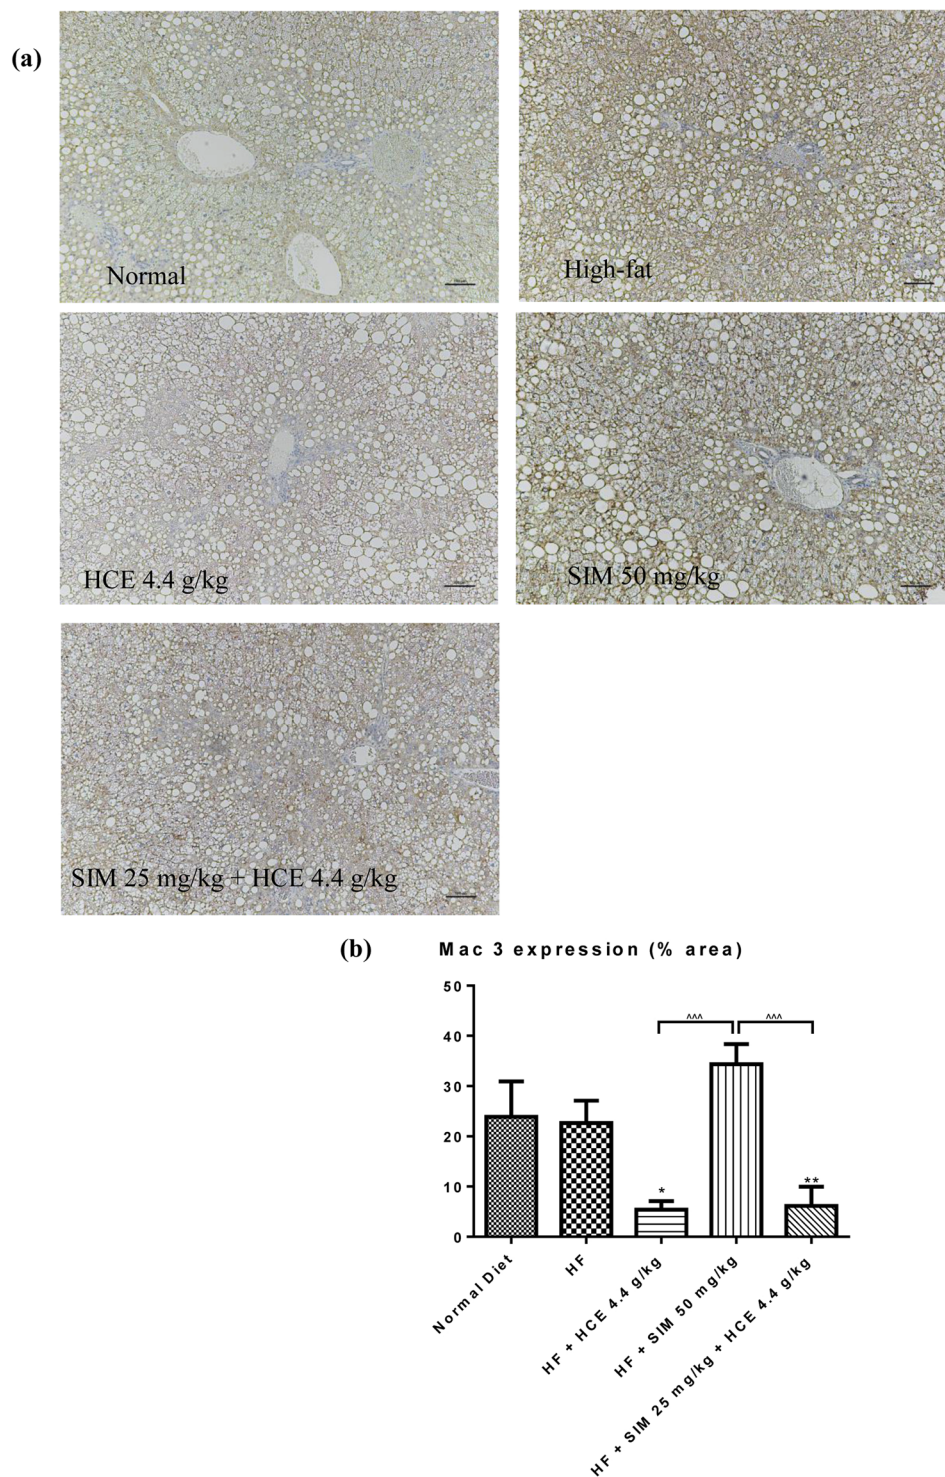 (a)
Normal
High-fat
HCE 4.4 g/kg
SIM 50 mg/kg
SIM 25 mg/kg + HCE 4.4 g/kg
(b)
Mac 3 expression (% area)
50
40
30
20
10
0
^^^
^^^
*
**
Normal Diet
HF
HF + HCE 4.4 g/kg
HF + SIM 50 mg/kg
HF + SIM 25 mg/kg + HCE 4.4 g/kg